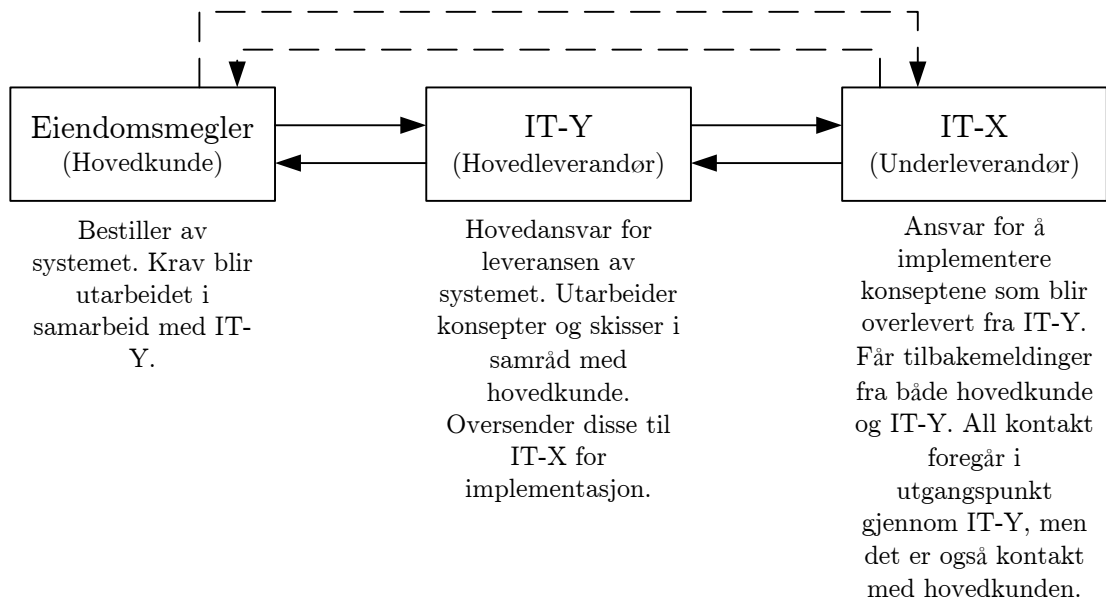 Eiendomsmegler
(Hovedkunde)
IT-Y
(Hovedleverandør)
IT-X
(Underleverandør)
Bestiller av
systemet. Krav blir
utarbeidet i
samarbeid med IT-
Y.
Hovedansvar for
leveransen av
systemet. Utarbeider
konsepter og skisser i
samråd med
hovedkunde.
Oversender disse til
IT-X for
implementasjon.
Ansvar for å
implementere
konseptene som blir
overlevert fra IT-Y.
Får tilbakemeldinger
fra både hovedkunde
og IT-Y. All kontakt
foregår i
utgangspunkt
gjennom IT-Y, men
det er også kontakt
med hovedkunden.